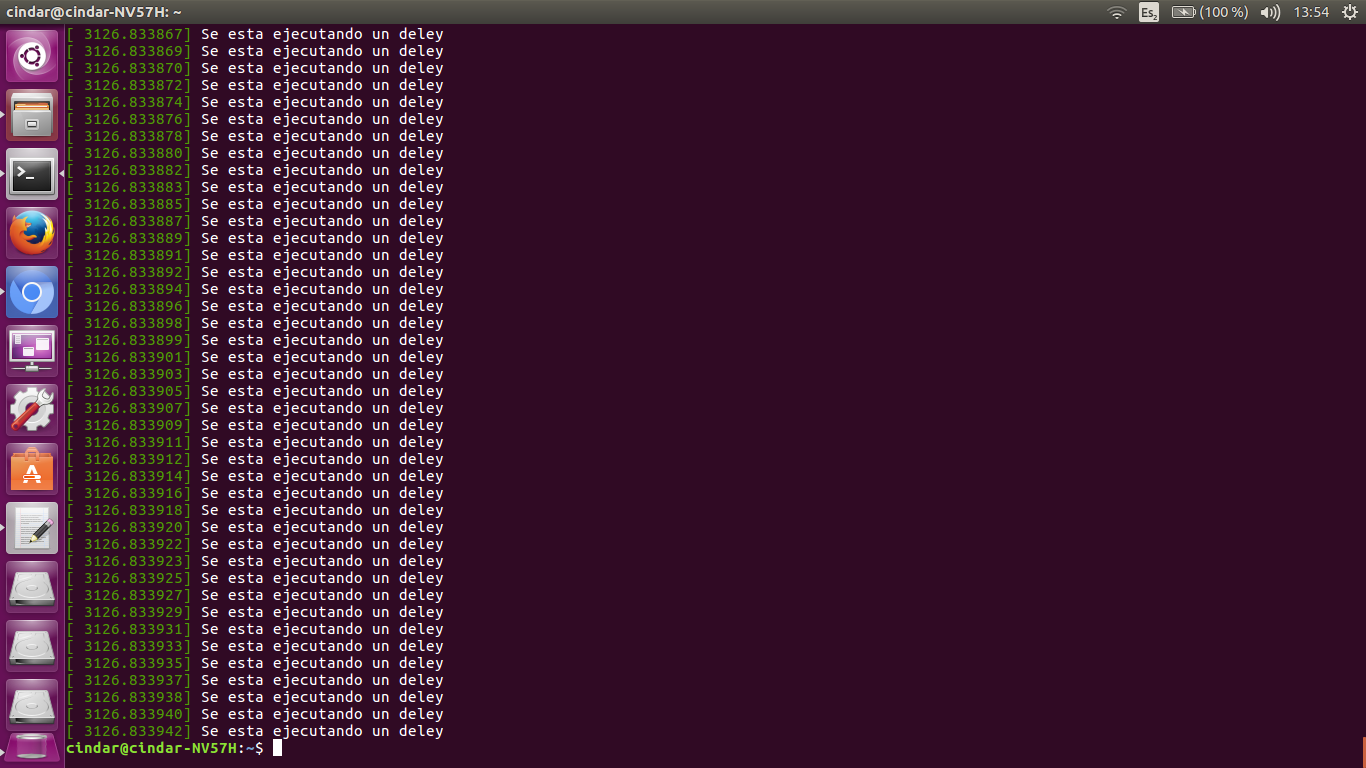 cindar@cindar-NV57H: ~
Es2 (100 %) 13:54
[ 3126.833867] Se esta ejecutando un deley
[ 3126.833869] Se esta ejecutando un deley
[ 3126.833870] Se esta ejecutando un deley
[ 3126.833872] Se esta ejecutando un deley
[ 3126.833874] Se esta ejecutando un deley
[ 3126.833876] Se esta ejecutando un deley
[ 3126.833878] Se esta ejecutando un deley
[ 3126.833880] Se esta ejecutando un deley
[ 3126.833882] Se esta ejecutando un deley
[ 3126.833883] Se esta ejecutando un deley
[ 3126.833885] Se esta ejecutando un deley
[ 3126.833887] Se esta ejecutando un deley
[ 3126.833889] Se esta ejecutando un deley
[ 3126.833891] Se esta ejecutando un deley
[ 3126.833892] Se esta ejecutando un deley
[ 3126.833894] Se esta ejecutando un deley
[ 3126.833896] Se esta ejecutando un deley
[ 3126.833898] Se esta ejecutando un deley
[ 3126.833899] Se esta ejecutando un deley
[ 3126.833901] Se esta ejecutando un deley
[ 3126.833903] Se esta ejecutando un deley
[ 3126.833905] Se esta ejecutando un deley
[ 3126.833907] Se esta ejecutando un deley
[ 3126.833909] Se esta ejecutando un deley
[ 3126.833911] Se esta ejecutando un deley
[ 3126.833912] Se esta ejecutando un deley
[ 3126.833914] Se esta ejecutando un deley
[ 3126.833916] Se esta ejecutando un deley
[ 3126.833918] Se esta ejecutando un deley
[ 3126.833920] Se esta ejecutando un deley
[ 3126.833922] Se esta ejecutando un deley
[ 3126.833923] Se esta ejecutando un deley
[ 3126.833925] Se esta ejecutando un deley
[ 3126.833927] Se esta ejecutando un deley
[ 3126.833929] Se esta ejecutando un deley
[ 3126.833931] Se esta ejecutando un deley
[ 3126.833933] Se esta ejecutando un deley
[ 3126.833935] Se esta ejecutando un deley
[ 3126.833937] Se esta ejecutando un deley
[ 3126.833938] Se esta ejecutando un deley
[ 3126.833940] Se esta ejecutando un deley
[ 3126.833942] Se esta ejecutando un deley
cindar@cindar-NV57H:~$